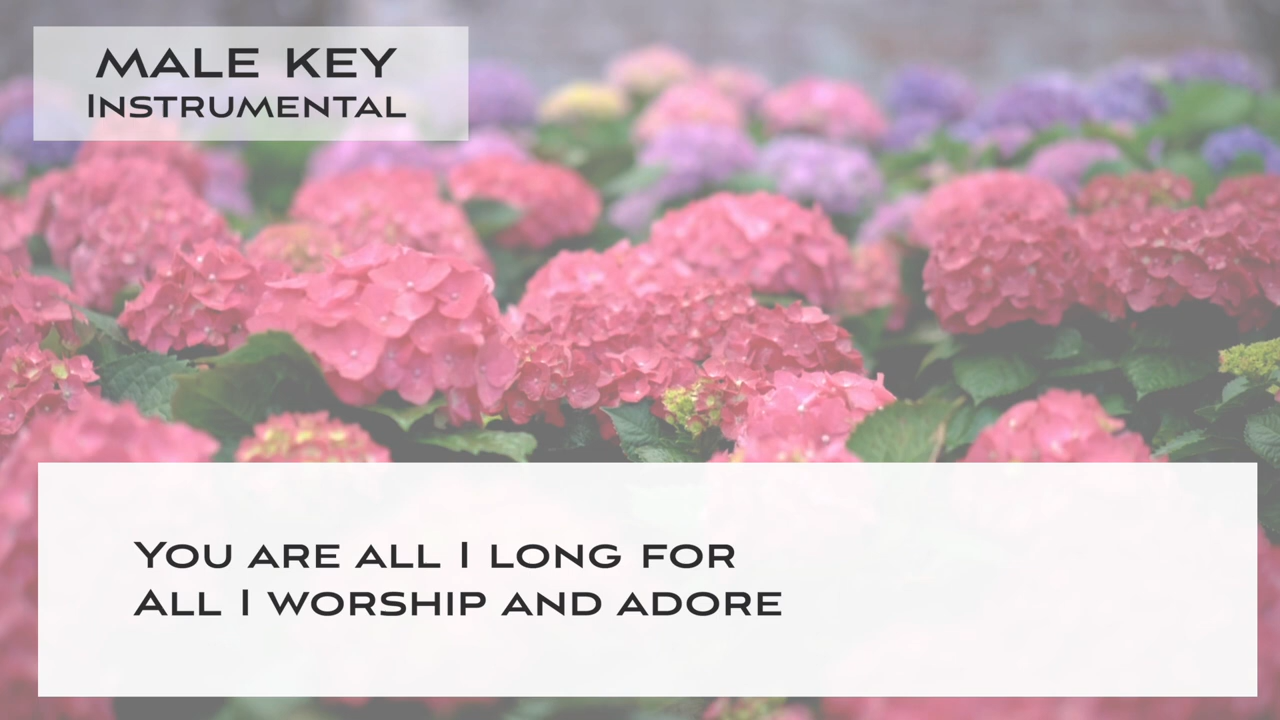 MALE KEY
INSTRUMENTAL
YOU ARE ALL I LONG FOR
ALL I WORSHIP AND ADORE